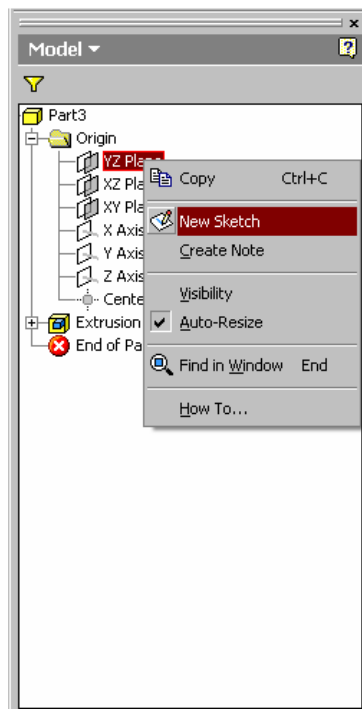 Model
Part3
Origin
YZ Pla
XZ Pla
XY Pla
X Axis
Y Axis
Z Axis
Cente
Extrusion
End of Pa
Copy Ctrl+C
New Sketch
Create Note
Visibility
Auto-Resize
Find in Window End
How To...